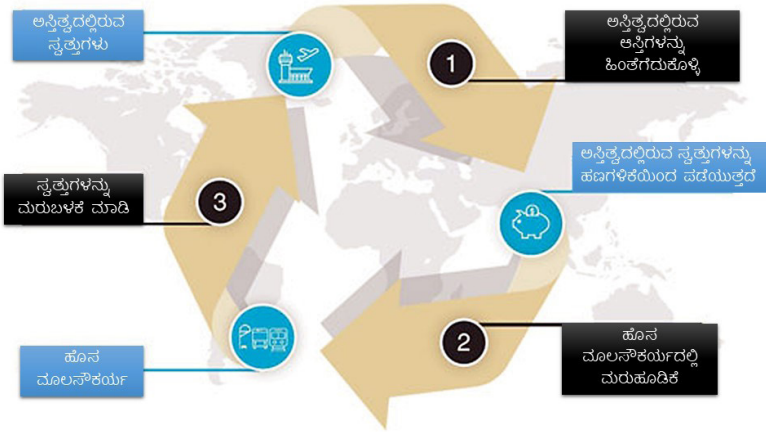 ಅಸ್ತಿತ್ವದಲ್ಲಿರುವ
ಸ್ವತ್ತುಗಳು
1
ಅಸ್ತಿತ್ವದಲ್ಲಿರುವ
ಆಸ್ತಿಗಳನ್ನು
ಹಿಂತೆಗೆದುಕೊಳ್ಳಿ
ಅಸ್ತಿತ್ವದಲ್ಲಿರುವ ಸ್ವತ್ತುಗಳನ್ನು
ಹಣಗಳಿಕೆಯಿಂದ ಪಡೆಯುತ್ತದೆ
2
ಹೊಸ
ಮೂಲಸೌಕರ್ಯದಲ್ಲಿ
ಮರುಹೂಡಿಕೆ
ಹೊಸ
ಮೂಲಸೌಕರ್ಯ
3
ಸ್ವತ್ತುಗಳನ್ನು
ಮರುಬಳಕೆ ಮಾಡಿ